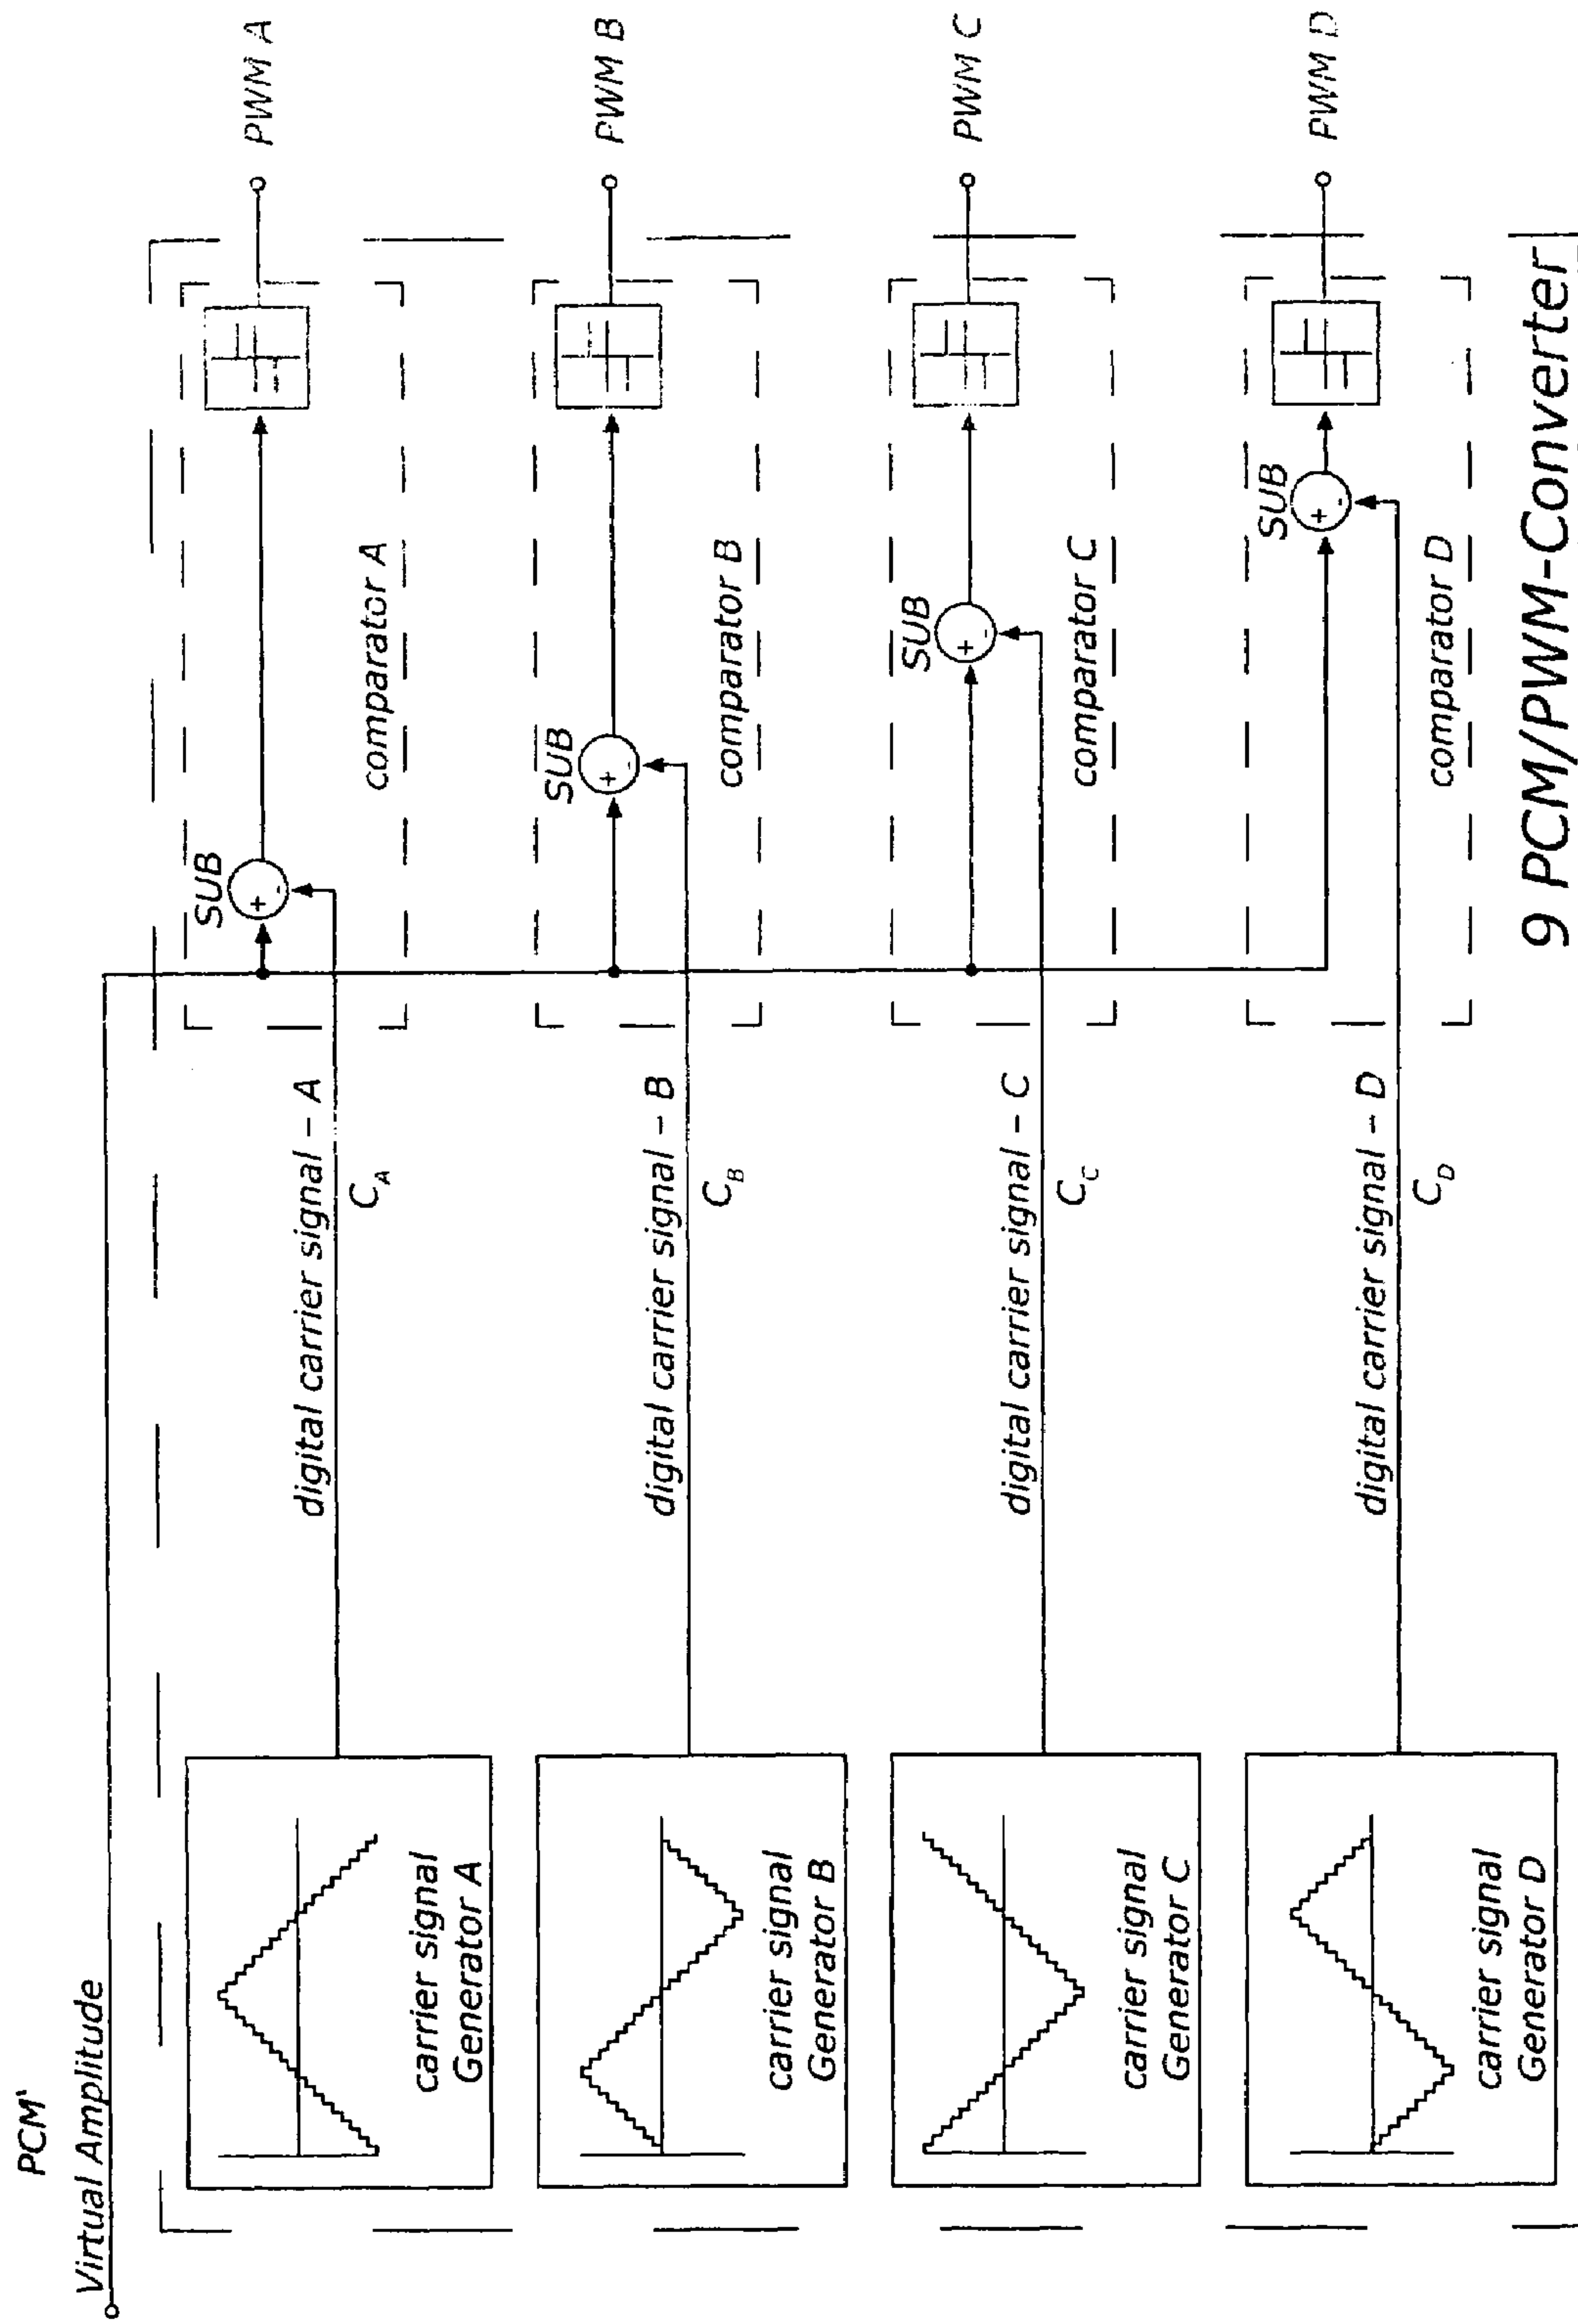 PCM'
Virtual Amplitude
carrier signal
Generator A
digital carrier signal – A
C_A
SUB
+
-
comparator A
PWM A
carrier signal
Generator B
digital carrier signal – B
C_B
SUB
+
-
comparator B
PWM B
carrier signal
Generator C
digital carrier signal – C
C_C
SUB
+
-
comparator C
PWM C
carrier signal
Generator D
digital carrier signal – D
C_D
SUB
+
-
comparator D
PWM D
9 PCM/PWM-Converter